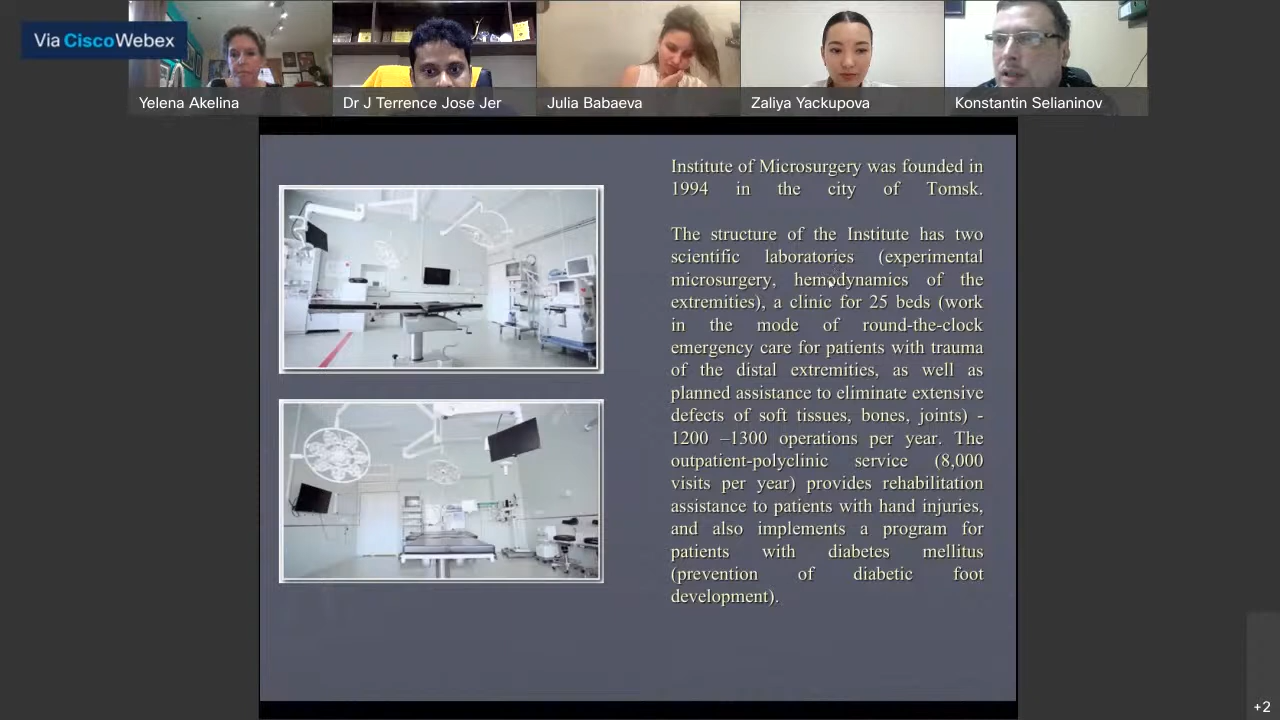 Via Cisco Webex
Yelena Akelina
Dr J Terrence Jose Jer
Julia Babaeva
Zaliya Yackupova
Konstantin Selianinov
Institute of Microsurgery was founded in
1994 in the city of Tomsk.
The structure of the Institute has two
scientific laboratories (experimental
microsurgery, hemodynamics of the
extremities), a clinic for 25 beds (work
in the mode of round-the-clock
emergency care for patients with trauma
of the distal extremities, as well as
planned assistance to eliminate extensive
defects of soft tissues, bones, joints) -
1200 –1300 operations per year. The
outpatient-polyclinic service (8,000
visits per year) provides rehabilitation
assistance to patients with hand injuries,
and also implements a program for
patients with diabetes mellitus
(prevention of diabetic foot
development).
+2